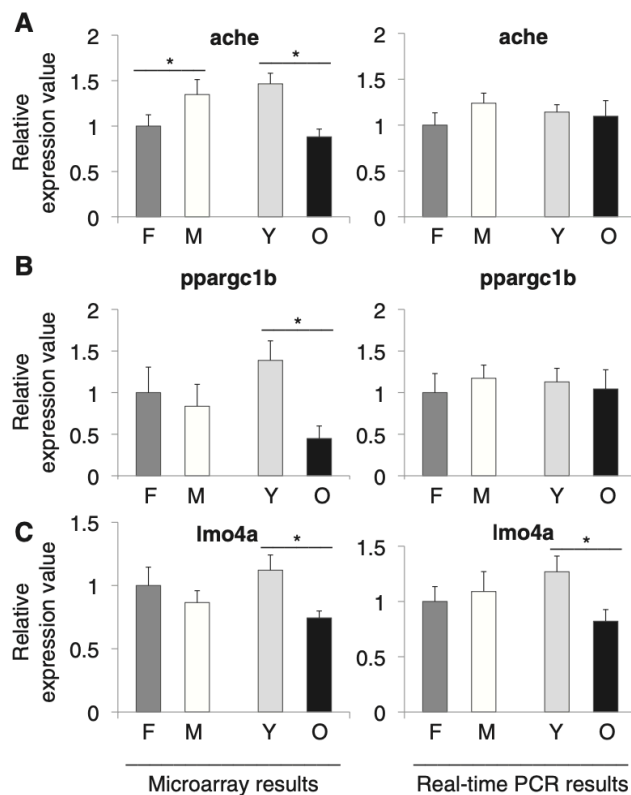 A
ache
ache
Relative
expression value
2
1.5
1
0.5
0
*
*
F M Y O
2
1.5
1
0.5
0
F M Y O
B
ppargc1b
ppargc1b
Relative
expression value
2
1.5
1
0.5
0
*
F M Y O
2
1.5
1
0.5
0
F M Y O
C
lmo4a
lmo4a
Relative
expression value
1.5
1
0.5
0
*
F M Y O
1.5
1
0.5
0
*
F M Y O
Microarray results
Real-time PCR results